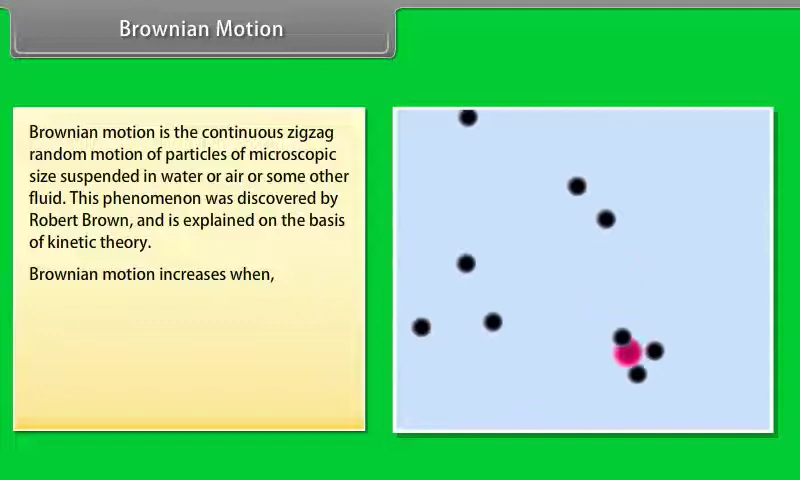 Brownian Motion
Brownian motion is the continuous zigzag
random motion of particles of microscopic
size suspended in water or air or some other
fluid. This phenomenon was discovered by
Robert Brown, and is explained on the basis
of kinetic theory.
Brownian motion increases when,